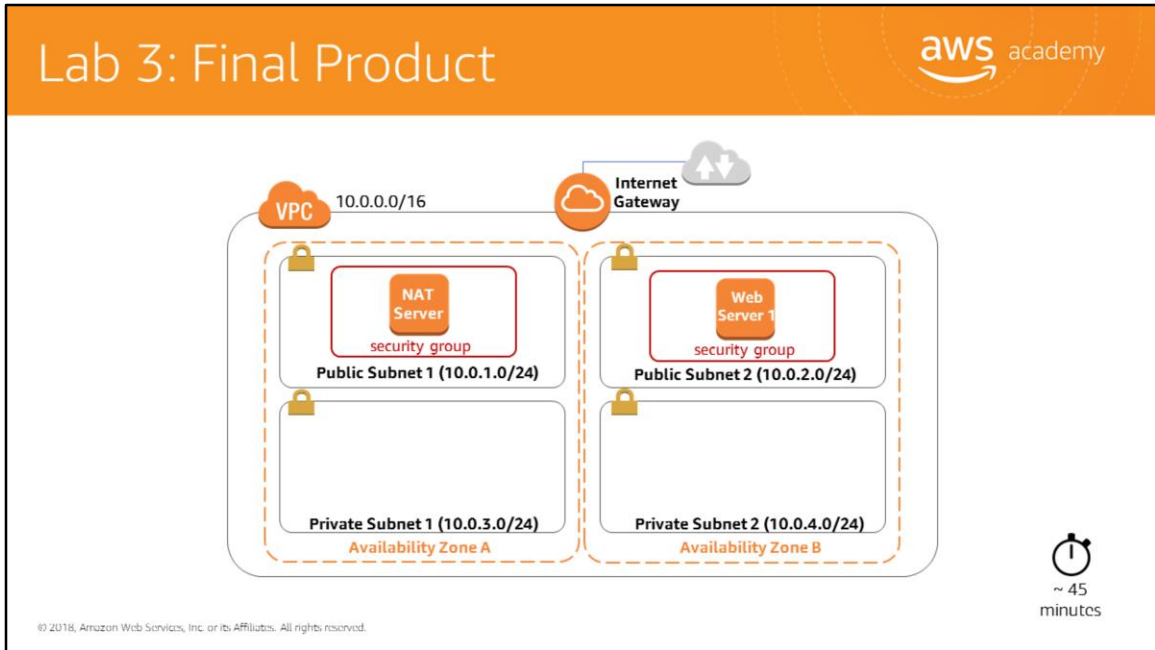 Lab 3: Final Product
aws academy
VPC
10.0.0.0/16
Internet
Gateway
NAT
Server
security group
Public Subnet 1 (10.0.1.0/24)
Web
Server 1
security group
Public Subnet 2 (10.0.2.0/24)
Private Subnet 1 (10.0.3.0/24)
Availability Zone A
Private Subnet 2 (10.0.4.0/24)
Availability Zone B
~ 45
minutes
© 2018, Amazon Web Services, Inc. or its Affiliates. All rights reserved.